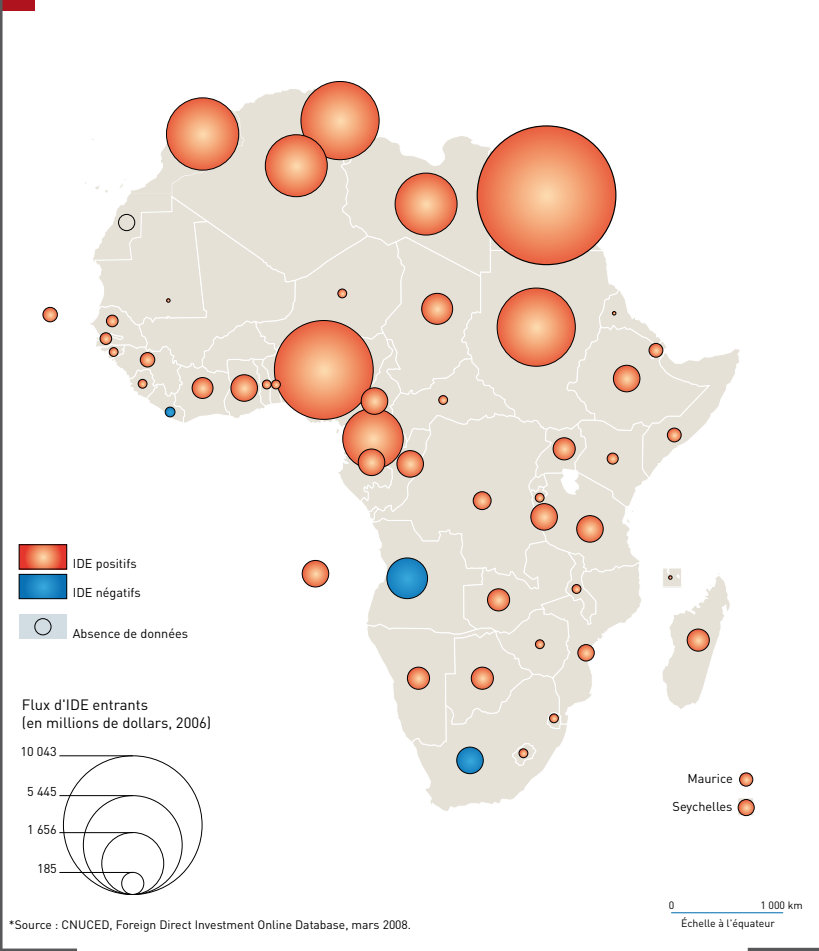 IDE positifs
IDE négatifs
Absence de données
Flux d'IDE entrants
(en millions de dollars, 2006)
10 043
5 445
1 656
185
Maurice
Seychelles
0 1 000 km
Échelle à l'équateur
*Source : CNUCED, Foreign Direct Investment Online Database, mars 2008.